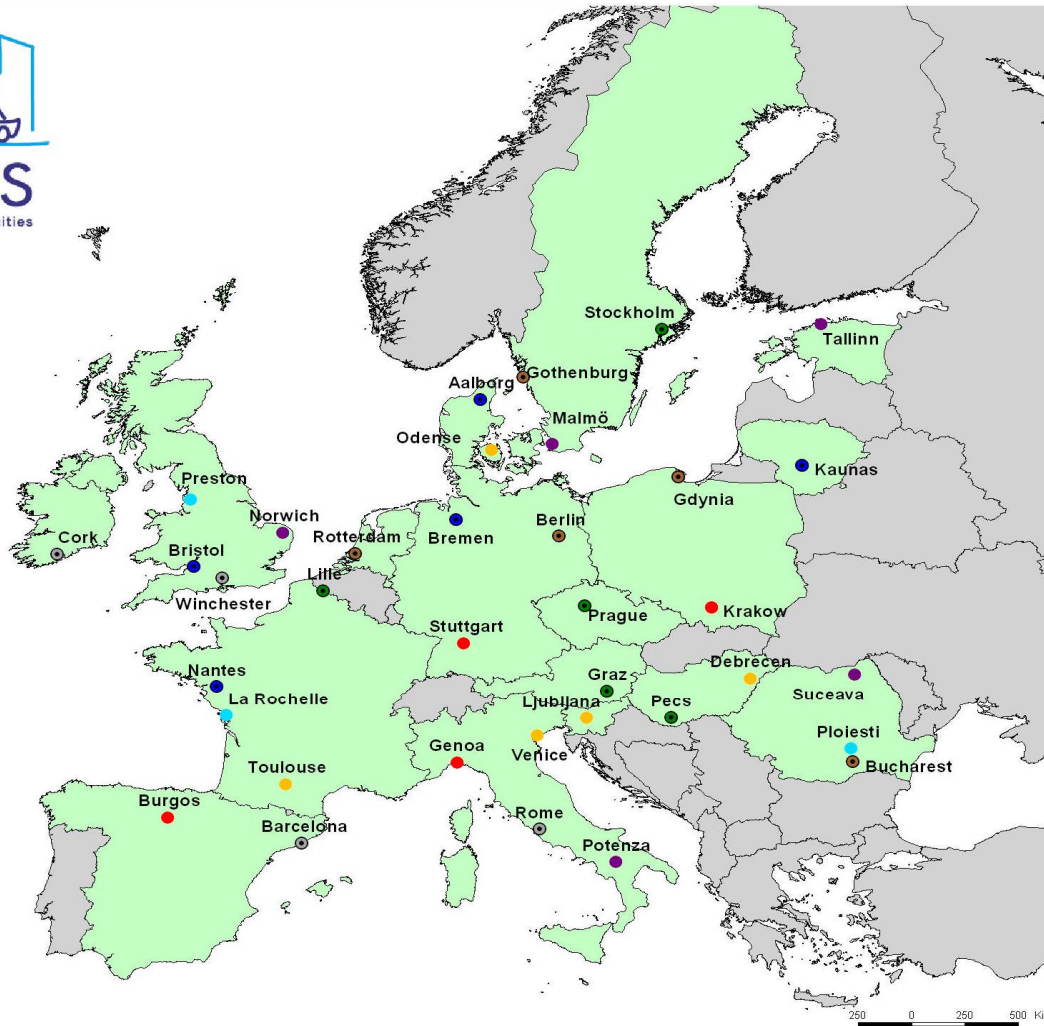 S
ities
Stockholm
Tallinn
Gothenburg
Aalborg
Malmö
Odense
Kaunas
Preston
Gdynia
Norwich
Berlin
Cork
Rotterdam
Bremen
Bristol
Lille
Winchester
Prague
Krakow
Stuttgart
Debrecen
Nantes
Graz
Suceava
La Rochelle
Ljubljana
Pecs
Ploiesti
Genoa
Venice
Bucharest
Toulouse
Burgos
Rome
Barcelona
Potenza
250 0 250 500 Ki